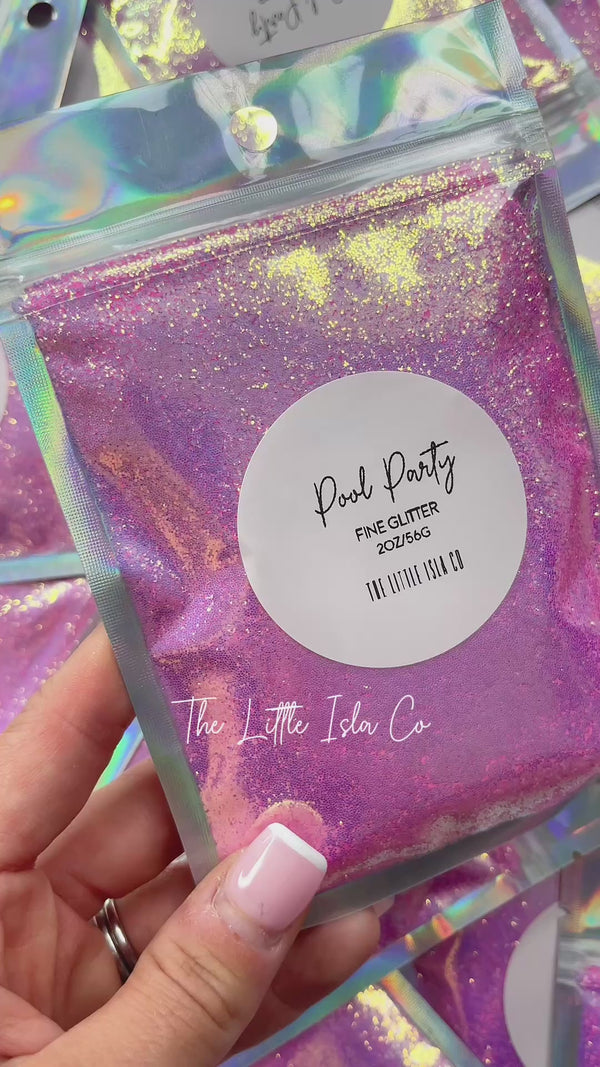 Pool Party
FINE GLITTER
2OZ/56G
THE LITTLE ISLA CO
The Little Isla Co